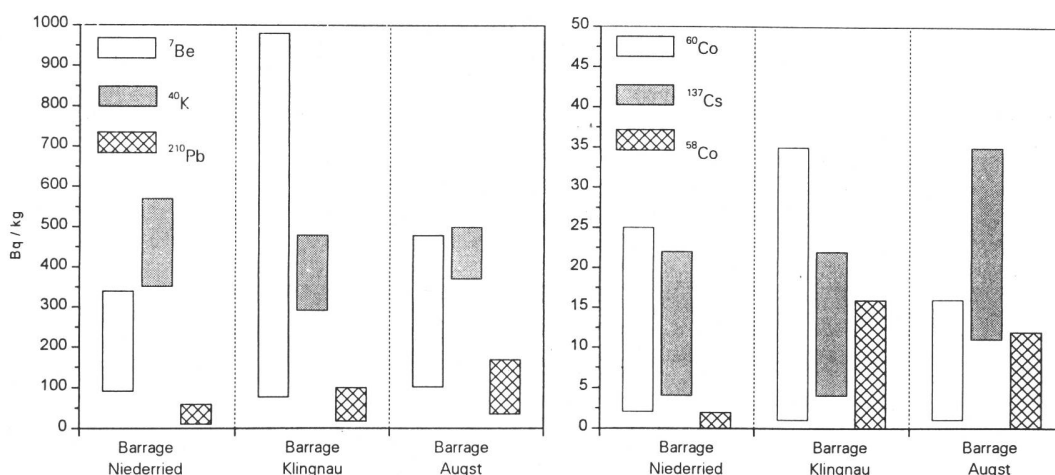 1000
900
800
700
600
500
400
300
200
100
0
Bq / kg
⁷Be
⁴⁰K
²¹⁰Pb
Barrage Niederried
Barrage Klingnau
Barrage Augst
50
45
40
35
30
25
20
15
10
5
0
⁶⁰Co
¹³⁷Cs
⁵⁸Co
Barrage Niederried
Barrage Klingnau
Barrage Augst